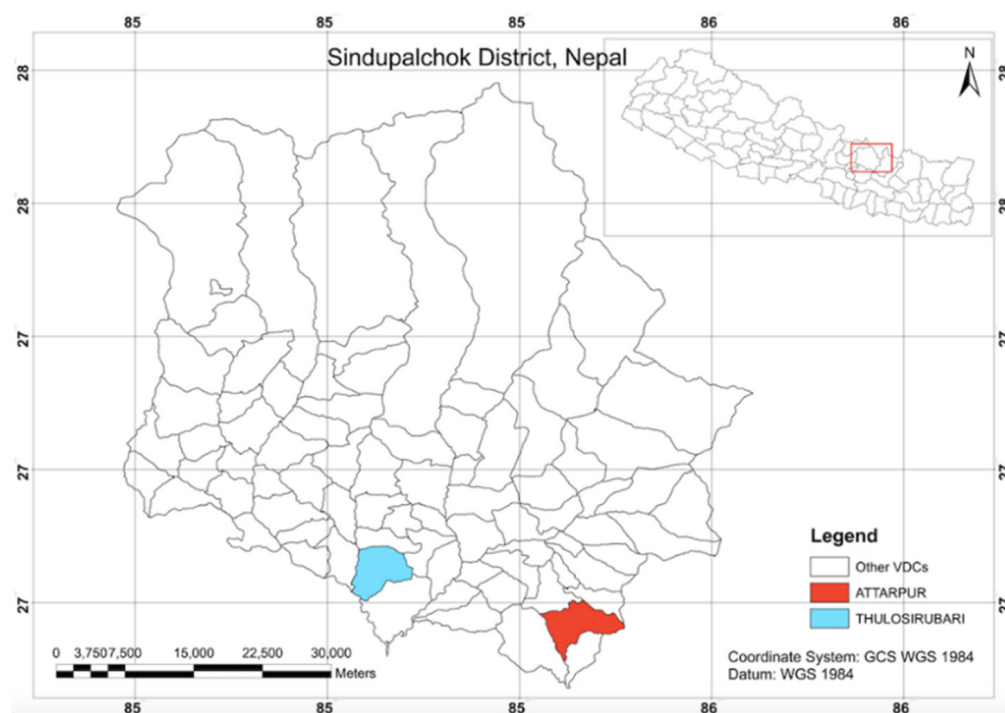 85 85 85 86 86
Sindupalchok District, Nepal
N
28 28
28 28
27 27
27 27
27 27
Legend
Other VDCs
ATTARPUR
THULOSIRUBARI
0 3,750 7,500 15,000 22,500 30,000
Meters
Coordinate System: GCS WGS 1984
Datum: WGS 1984
85 85 85 86 86